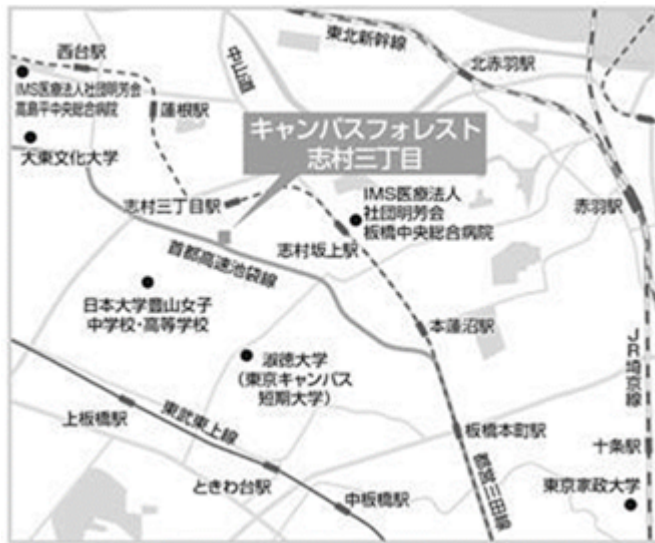 西台駅
中山道
東北新幹線
北赤羽駅
IMS医療法人社団明芳会
高島平中央総合病院
蓮根駅
大東文化大学
キャンパスフォレスト
志村三丁目
志村三丁目駅
IMS医療法人
社団明芳会
板橋中央総合病院
赤羽駅
志村坂上駅
首都高速池袋線
日本大学豊山女子
中学校・高等学校
本蓮沼駅
淑徳大学
(東京キャンパス
短期大学)
JR埼京線
上板橋駅
東武東上線
板橋本町駅
十条駅
ときわ台駅
都営三田線
中板橋駅
東京家政大学